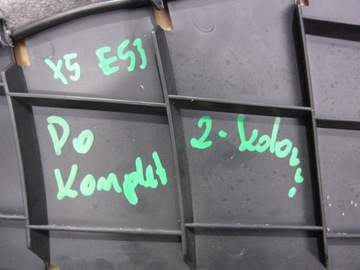 X5 E53
Do
Komplet
2-kolor